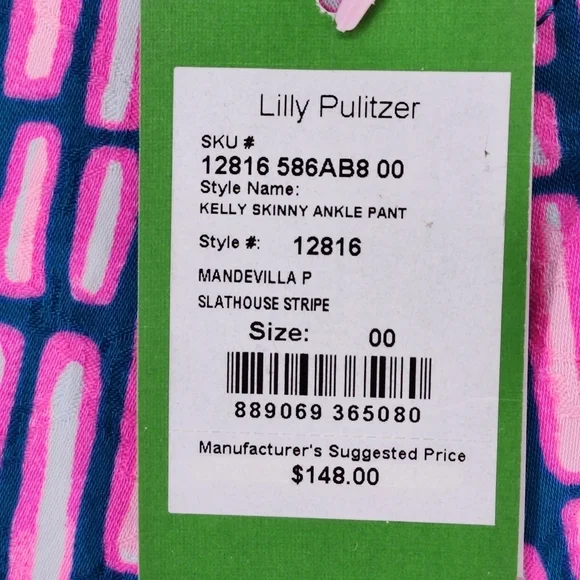 Lilly Pulitzer
SKU #
12816 586AB8 00
Style Name:
KELLY SKINNY ANKLE PANT
Style #: 12816
MANDEVILLA P
SLATHOUSE STRIPE
Size: 00
889069 365080
Manufacturer's Suggested Price
$148.00